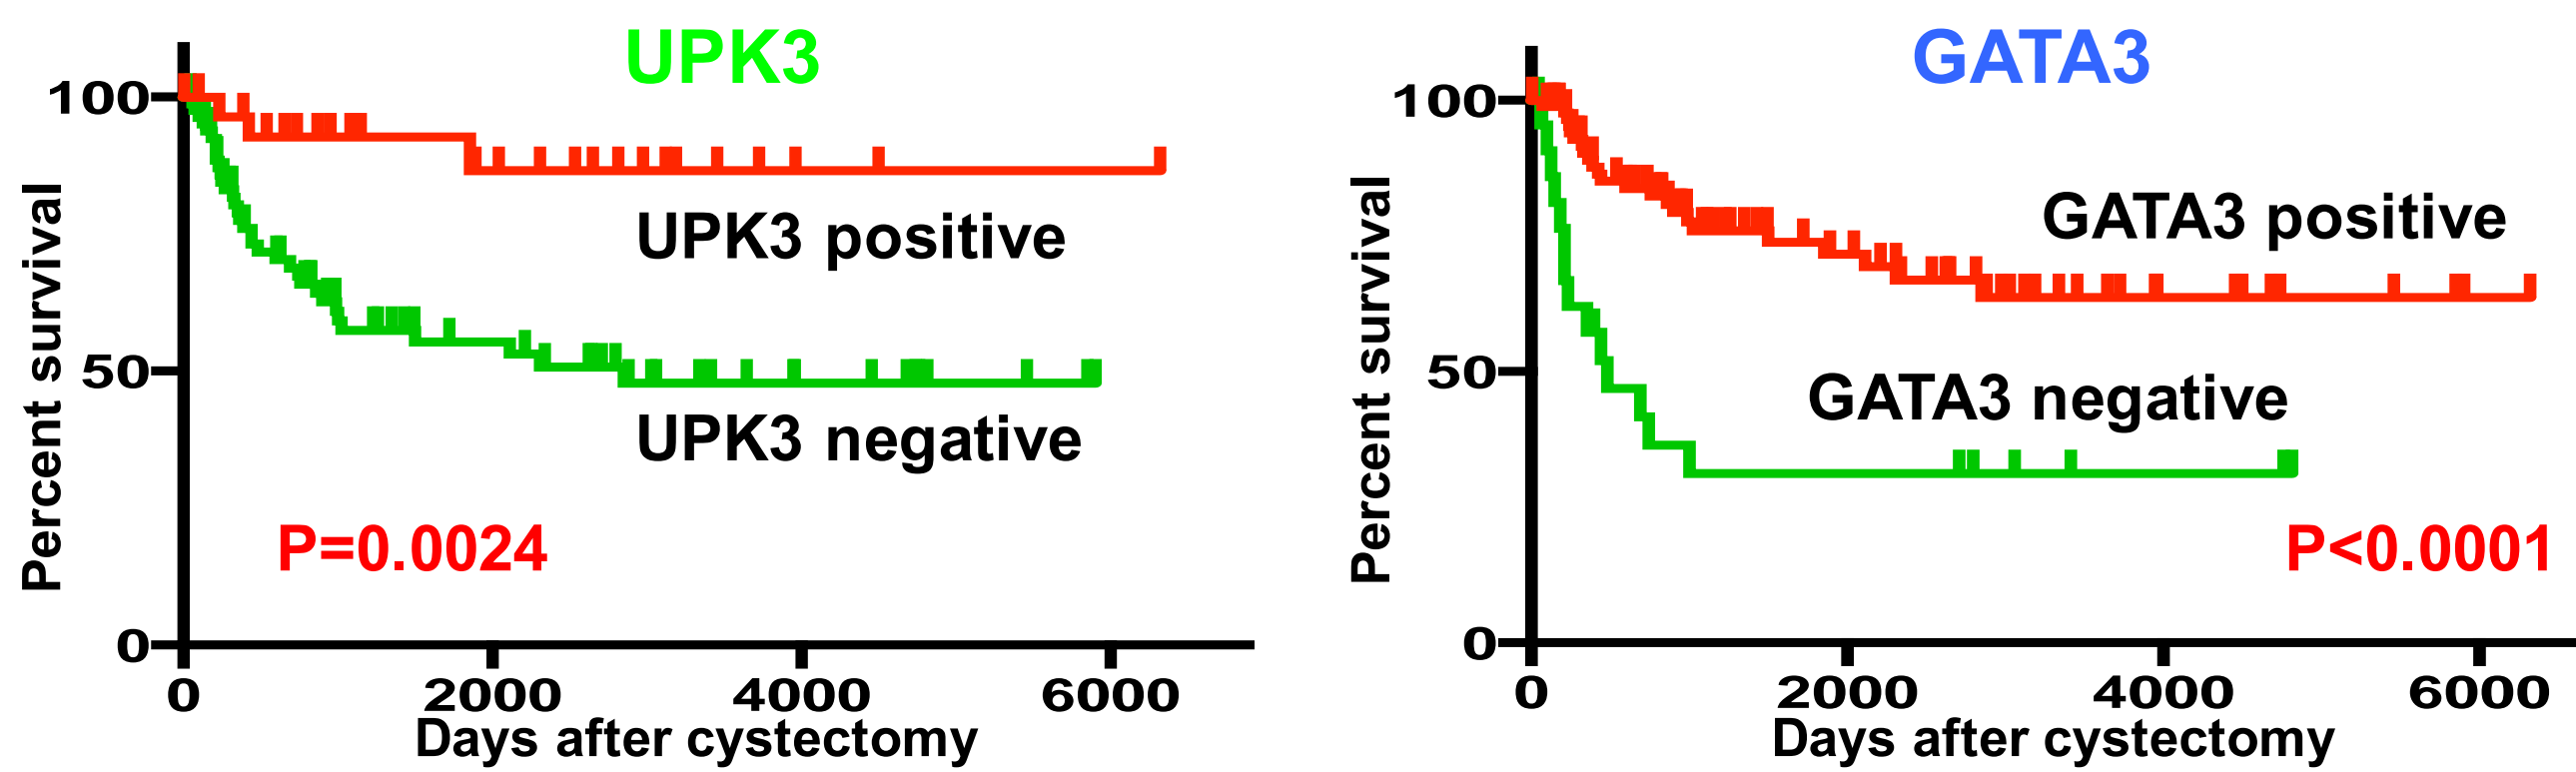 UPK3
100
50
0
Percent survival
UPK3 positive
UPK3 negative
P=0.0024
0 2000 4000 6000
Days after cystectomy
GATA3
100
50
0
Percent survival
GATA3 positive
GATA3 negative
P<0.0001
0 2000 4000 6000
Days after cystectomy